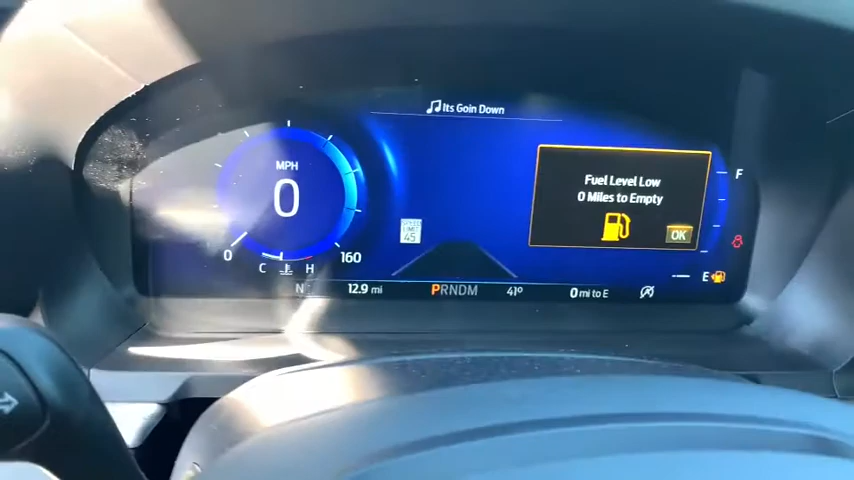 Its Goin Down
MPH
0
0
160
C
H
SPEED
LIMIT
45
Fuel Level Low
0 Miles to Empty
OK
F
E
N
12.9 mi
PRNDM
41°
0 mi to E